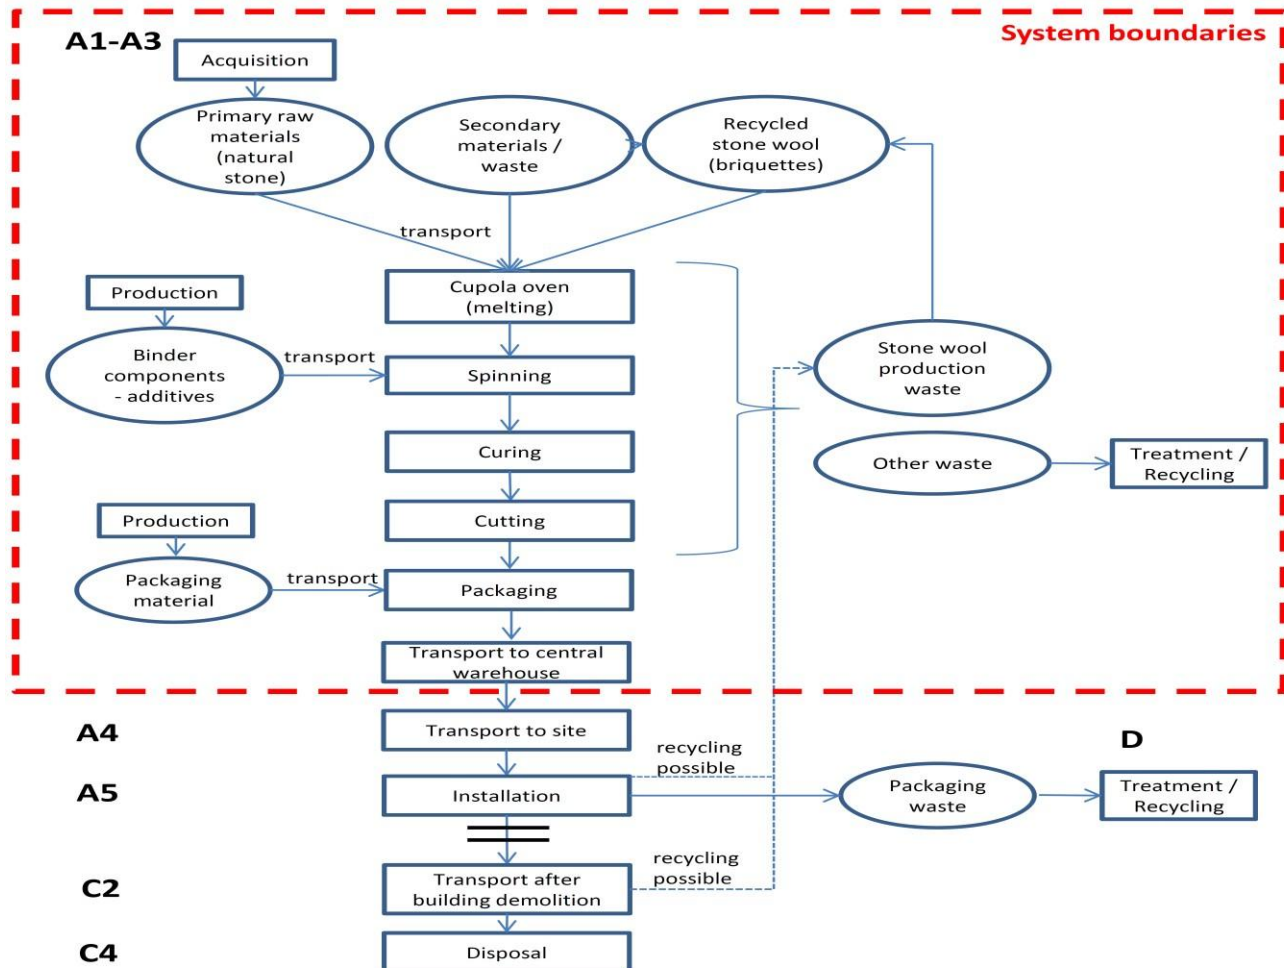 A1-A3
System boundaries
Acquisition
Primary raw
materials
(natural
stone)
Secondary
materials /
waste
Recycled
stone wool
(briquettes)
transport
Production
Cupola oven
(melting)
Binder
components
- additives
transport
Spinning
Stone wool
production
waste
Curing
Other waste
Treatment /
Recycling
Production
Cutting
Packaging
material
transport
Packaging
Transport to central
warehouse
A4
Transport to site
recycling
possible
D
A5
Installation
Packaging
waste
Treatment /
Recycling
C2
Transport after
building demolition
recycling
possible
C4
Disposal